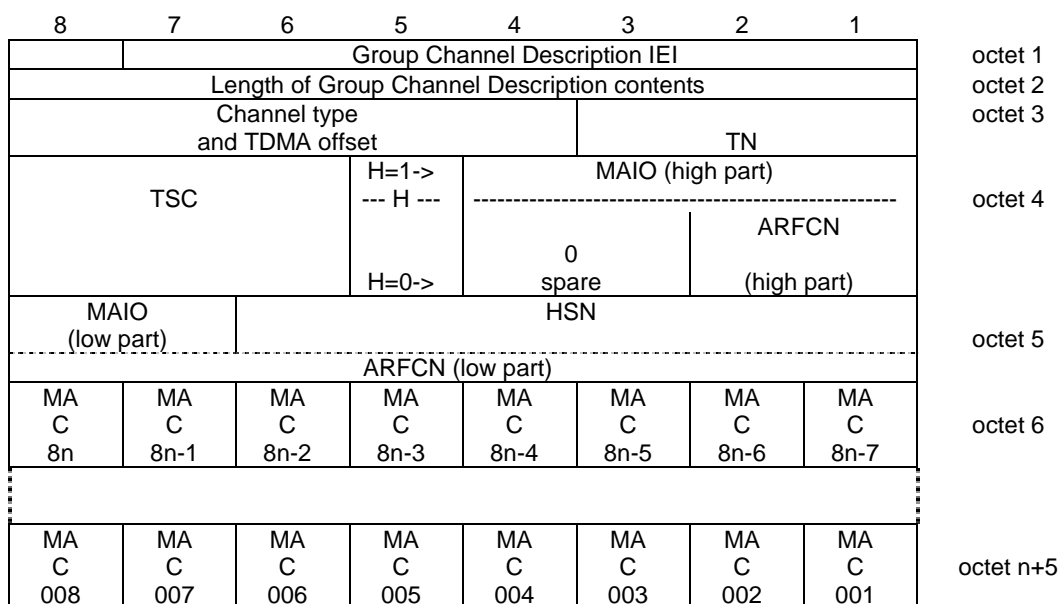 8 7 6 5 4 3 2 1
Group Channel Description IEI octet 1
Length of Group Channel Description contents octet 2
Channel type octet 3
and TDMA offset TN
H=1-> MAIO (high part)
TSC --- H --- ----------------------------------------------------- octet 4
ARFCN
0
H=0-> spare (high part)
MAIO HSN
(low part) octet 5
ARFCN (low part)
MA MA MA MA MA MA MA MA
C C C C C C C C octet 6
8n 8n-1 8n-2 8n-3 8n-4 8n-5 8n-6 8n-7
MA MA MA MA MA MA MA MA
C C C C C C C C octet n+5
008 007 006 005 004 003 002 001